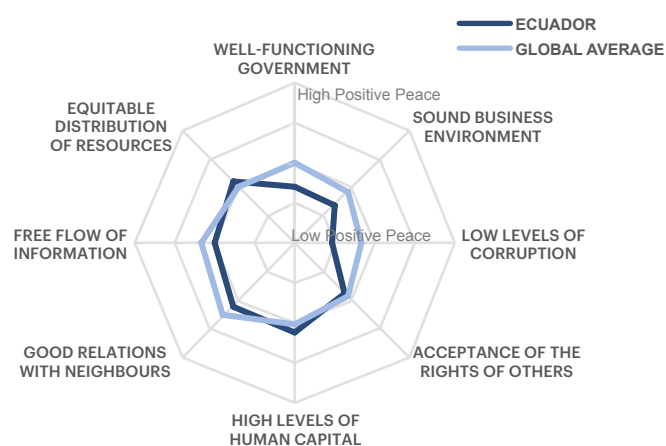 ECUADOR
GLOBAL AVERAGE
WELL-FUNCTIONING
GOVERNMENT
High Positive Peace
EQUITABLE
DISTRIBUTION
OF RESOURCES
SOUND BUSINESS
ENVIRONMENT
FREE FLOW OF
INFORMATION
Low Positive Peace
LOW LEVELS OF
CORRUPTION
GOOD RELATIONS
WITH NEIGHBOURS
ACCEPTANCE OF THE
RIGHTS OF OTHERS
HIGH LEVELS OF
HUMAN CAPITAL